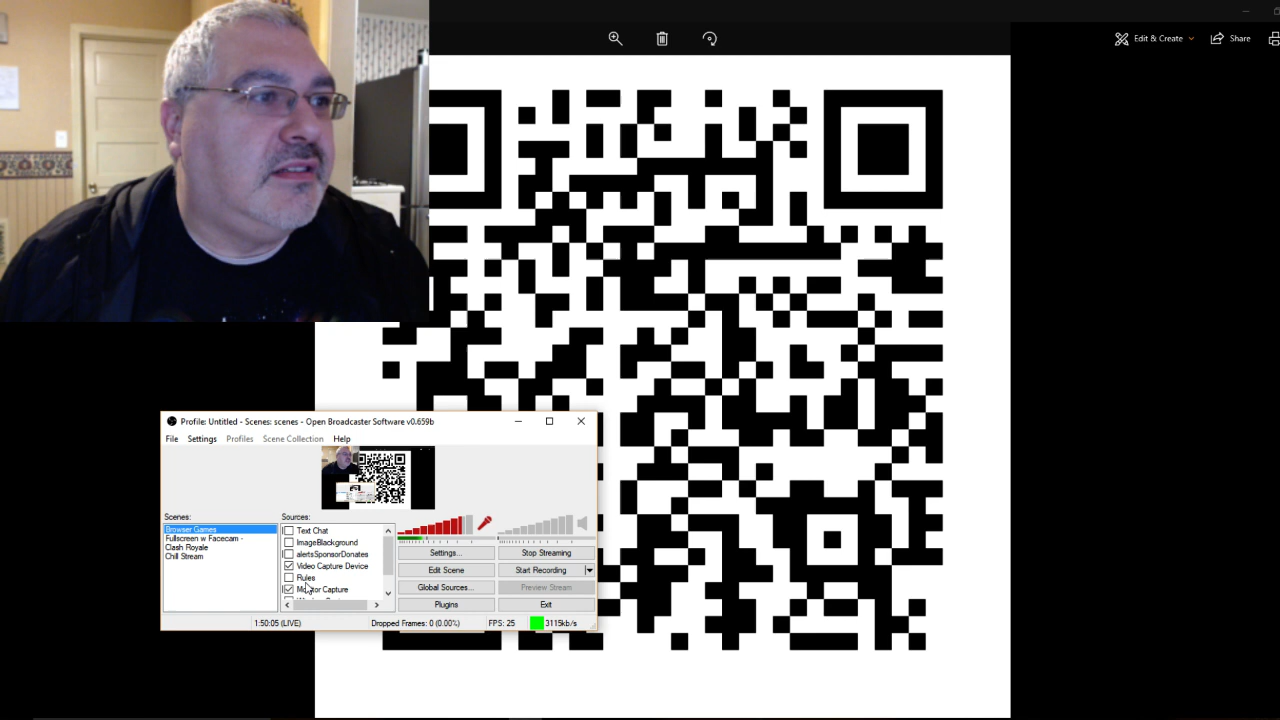 Edit & Create
Share
Profile: Untitled - Scenes: scenes - Open Broadcaster Software v0.659b
File Settings Profiles Scene Collection Help
Scenes:
Browser Games
Fullscreen w Facecam -
Clash Royale
Chill Stream
Sources:
Text Chat
ImageBackground
alertsSponsorDonates
Video Capture Device
Rules
Monitor Capture
Settings...
Stop Streaming
Edit Scene
Start Recording
Global Sources...
Preview Stream
Plugins
Exit
1:50:05 (LIVE)
Dropped Frames: 0 (0.00%)
FPS: 25
3115kb/s